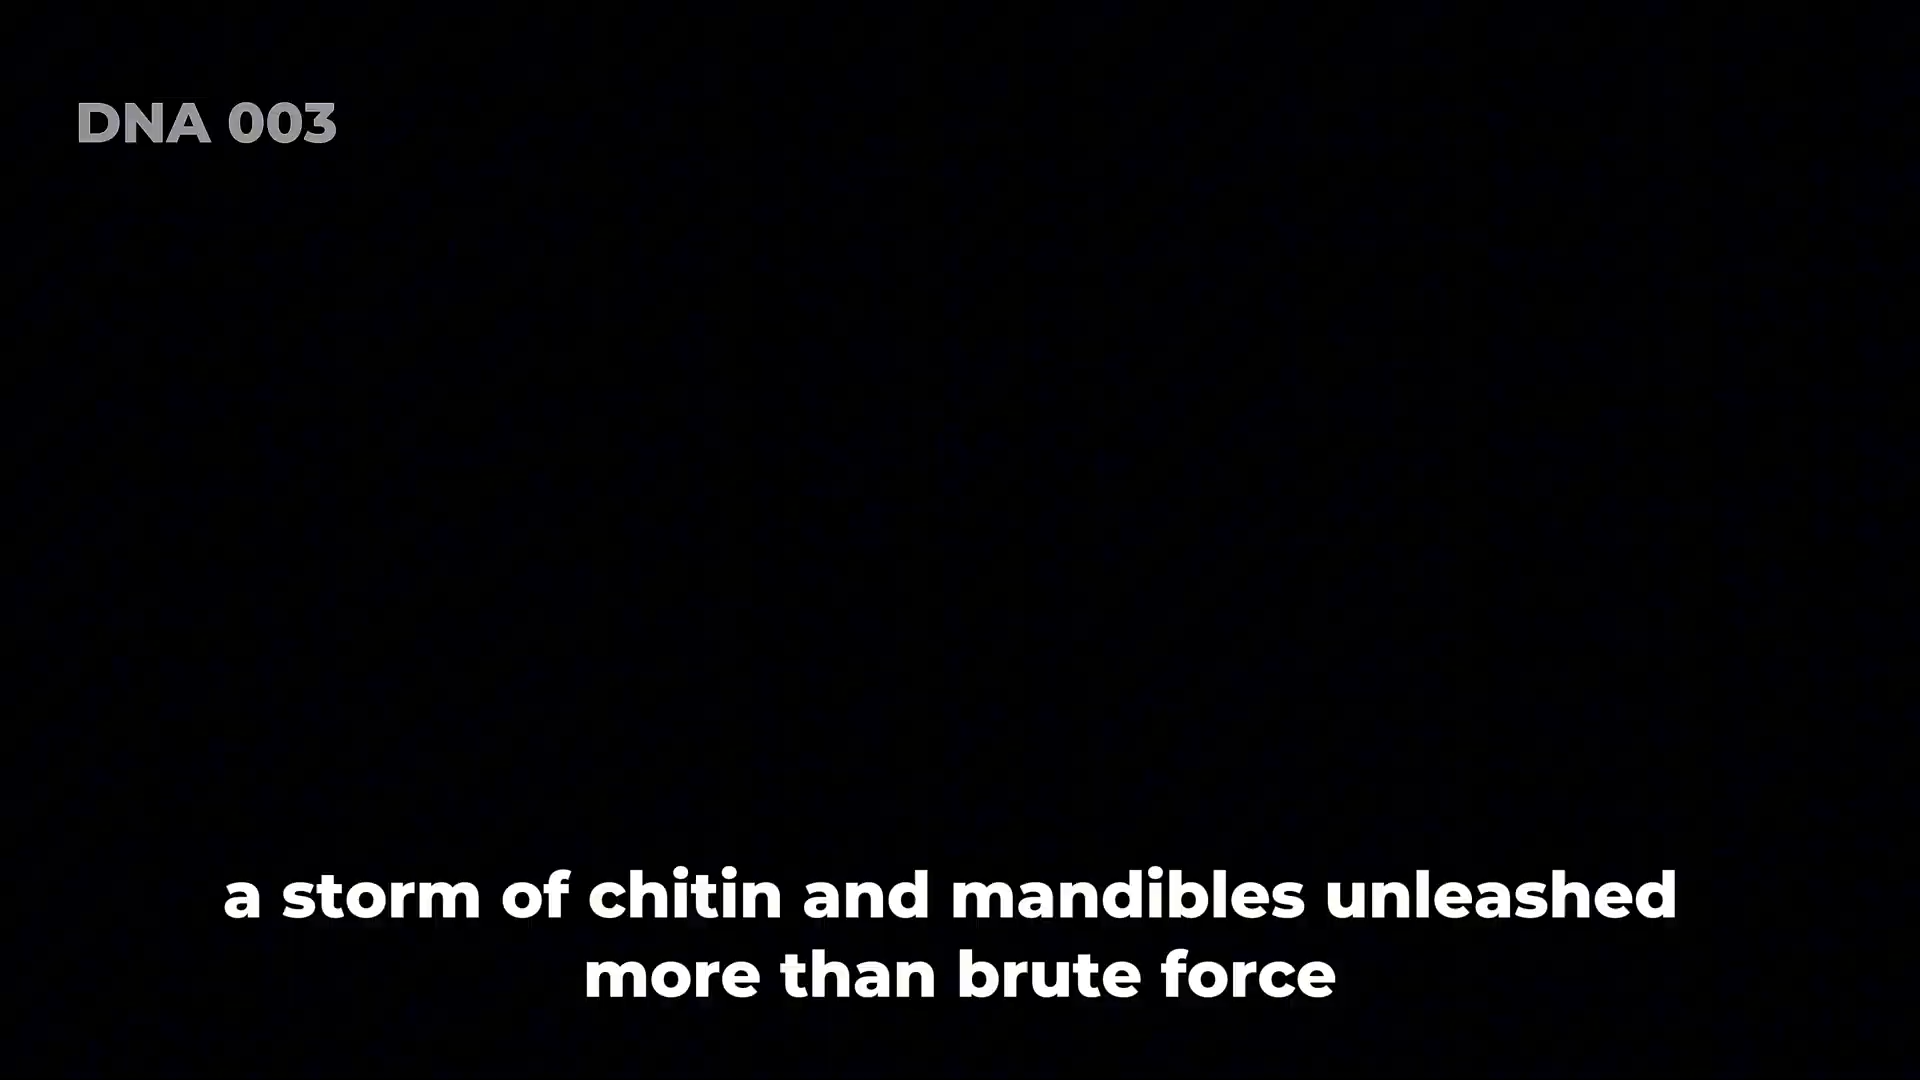 DNA 003
a storm of chitin and mandibles unleashed
more than brute force